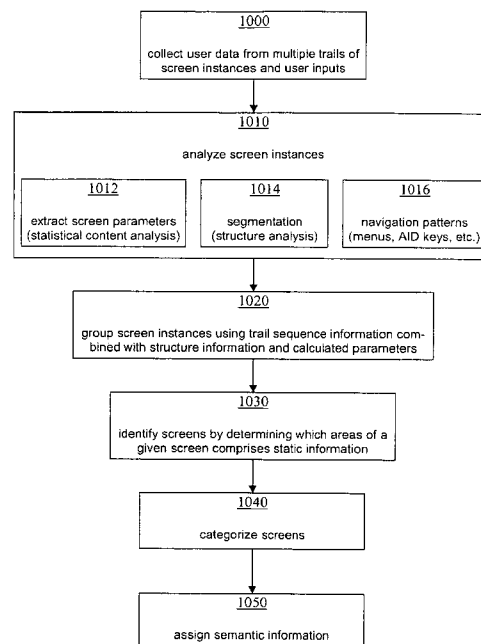 1000
collect user data from multiple trails of
screen instances and user inputs
1010
analyze screen instances
1012
extract screen parameters
(statistical content analysis)
1014
segmentation
(structure analysis)
1016
navigation patterns
(menus, AID keys, etc.)
1020
group screen instances using trail sequence information com-
bined with structure information and calculated parameters
1030
identify screens by determining which areas of a
given screen comprises static information
1040
categorize screens
1050
assign semantic information